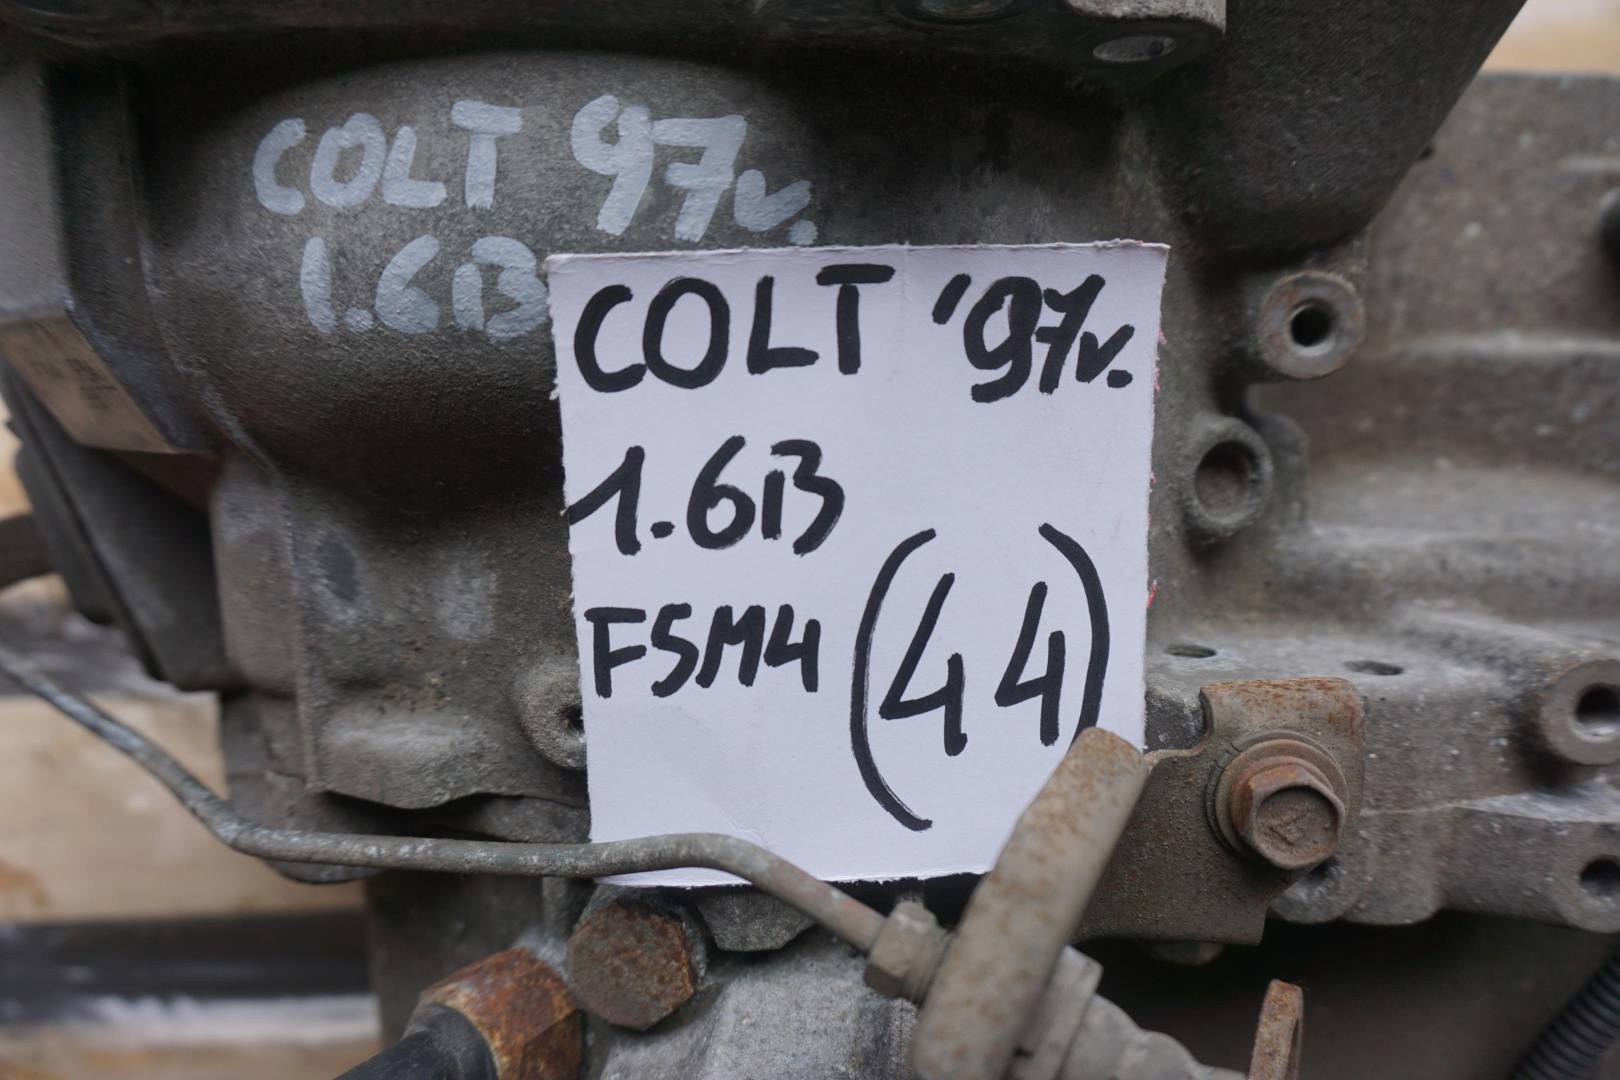 COLT 97v.
1.6B
COLT '97v.
1.6B
F5M4 (44)